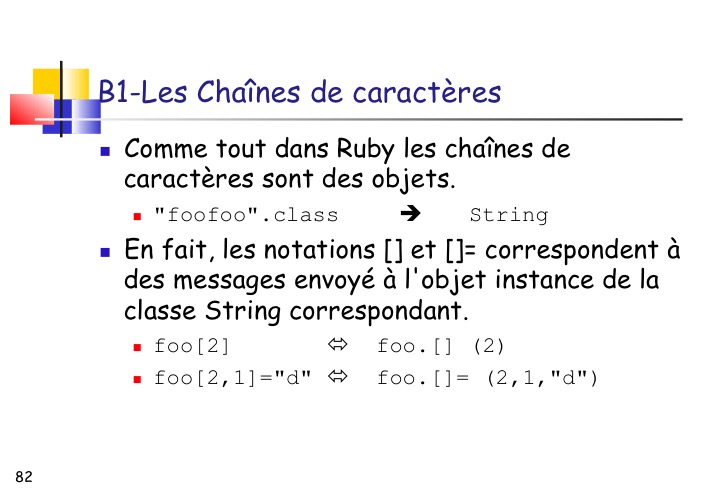 B1-Les Chaînes de caractères
Comme tout dans Ruby les chaînes de
caractères sont des objets.
"foofoo".class ➔ String
En fait, les notations [] et []= correspondent à
des messages envoyé à l'objet instance de la
classe String correspondant.
foo[2] ⇔ foo.[] (2)
foo[2,1]="d" ⇔ foo.[]= (2,1,"d")
82